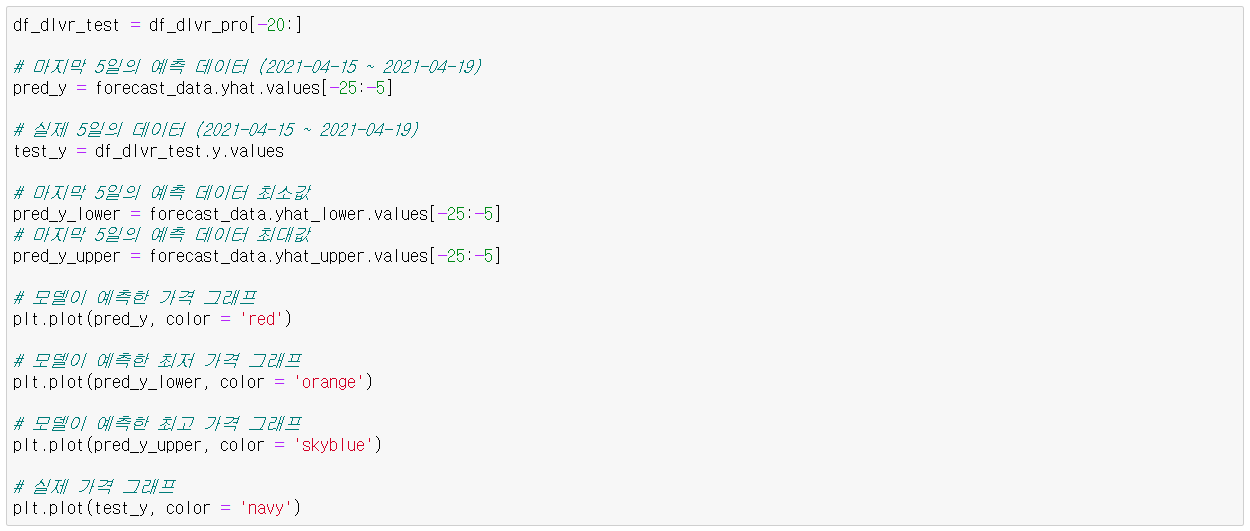 df_dlvr_test = df_dlvr_pro[-20:]
# 마지막 5일의 예측 데이터 (2021-04-15 ~ 2021-04-19)
pred_y = forecast_data.yhat.values[-25:-5]
# 실제 5일의 데이터 (2021-04-15 ~ 2021-04-19)
test_y = df_dlvr_test.y.values
# 마지막 5일의 예측 데이터 최소값
pred_y_lower = forecast_data.yhat_lower.values[-25:-5]
# 마지막 5일의 예측 데이터 최대값
pred_y_upper = forecast_data.yhat_upper.values[-25:-5]
# 모델이 예측한 가격 그래프
plt.plot(pred_y, color = 'red')
# 모델이 예측한 최저 가격 그래프
plt.plot(pred_y_lower, color = 'orange')
# 모델이 예측한 최고 가격 그래프
plt.plot(pred_y_upper, color = 'skyblue')
# 실제 가격 그래프
plt.plot(test_y, color = 'navy')